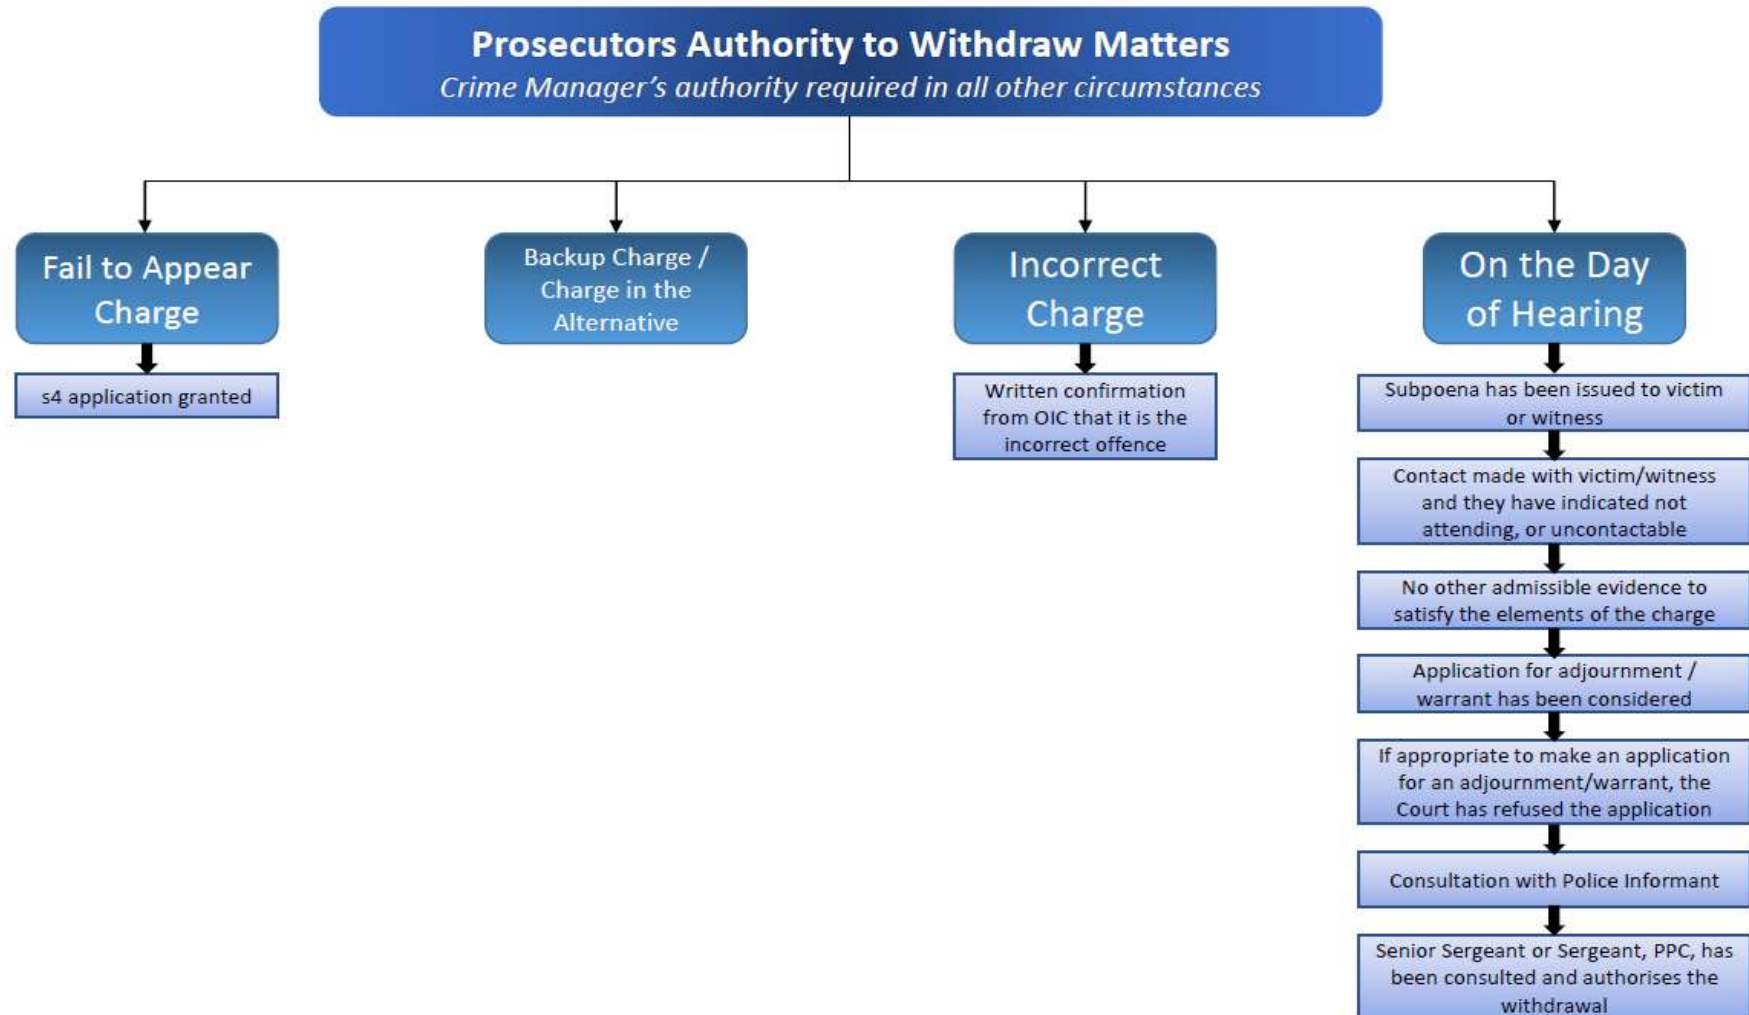 Prosecutors Authority to Withdraw Matters
Crime Manager's authority required in all other circumstances
Fail to Appear
Charge
s4 application granted
Backup Charge /
Charge in the
Alternative
Incorrect
Charge
Written confirmation
from OIC that it is the
incorrect offence
On the Day
of Hearing
Subpoena has been issued to victim
or witness
Contact made with victim/witness
and they have indicated not
attending, or uncontactable
No other admissible evidence to
satisfy the elements of the charge
Application for adjournment /
warrant has been considered
If appropriate to make an application
for an adjournment/warrant, the
Court has refused the application
Consultation with Police Informant
Senior Sergeant or Sergeant, PPC, has
been consulted and authorises the
withdrawal